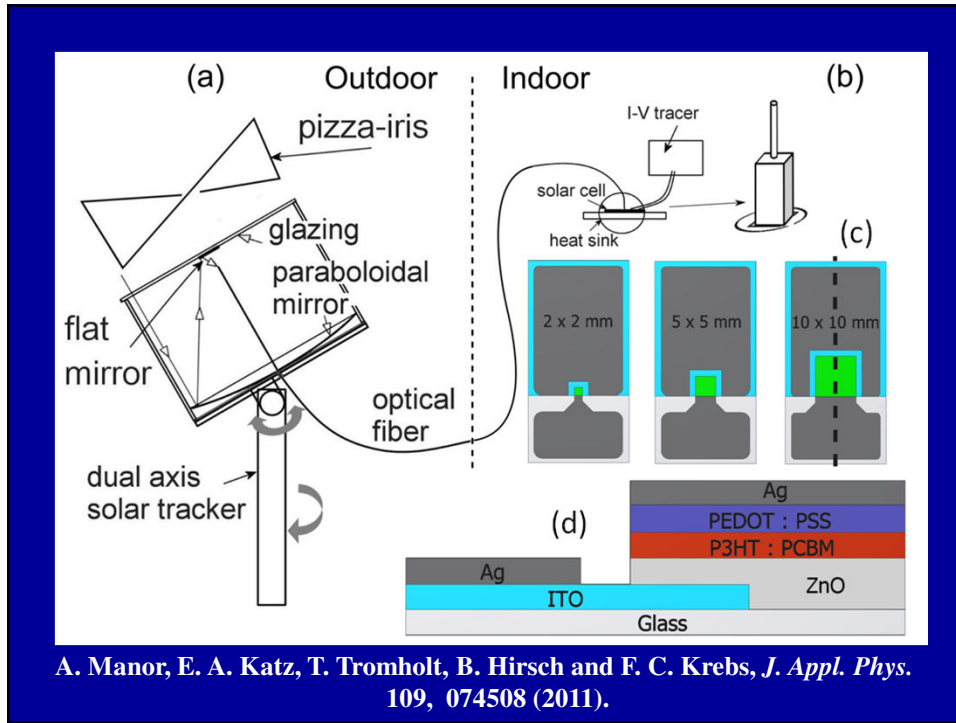 (a)
Outdoor
Indoor
(b)
pizza-iris
I-V tracer
solar cell
heat sink
glazing
paraboloidal
mirror
flat
mirror
optical
fiber
dual axis
solar tracker
(c)
2 x 2 mm
5 x 5 mm
10 x 10 mm
(d)
Ag
PEDOT : PSS
P3HT : PCBM
ZnO
Ag
ITO
Glass
A. Manor, E. A. Katz, T. Tromholt, B. Hirsch and F. C. Krebs, J. Appl. Phys.
109, 074508 (2011).